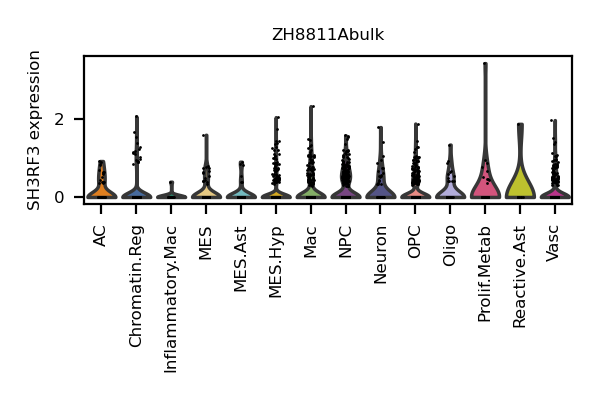 ZH8811Abulk
SH3RF3 expression
2
0
AC
Chromatin.Reg
Inflammatory.Mac
MES
MES.Ast
MES.Hyp
Mac
NPC
Neuron
OPC
Oligo
Prolif.Metab
Reactive.Ast
Vasc